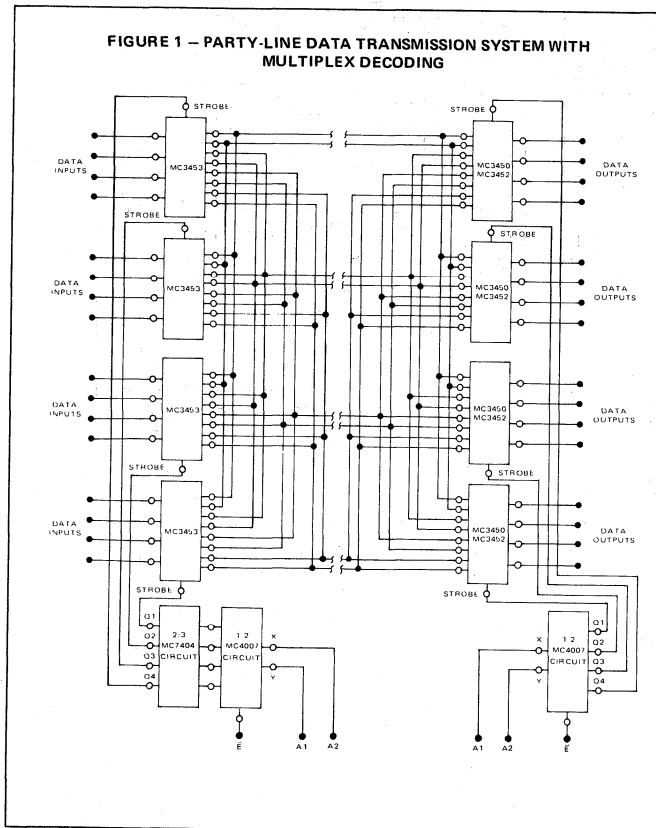 FIGURE 1 – PARTY-LINE DATA TRANSMISSION SYSTEM WITH
MULTIPLEX DECODING
STROBE
DATA
INPUTS
MC3453
STROBE
DATA
INPUTS
MC3453
DATA
INPUTS
MC3453
STROBE
DATA
INPUTS
MC3453
STROBE
Q1
Q2
Q3
Q4
2:3
MC7404
CIRCUIT
1 2
MC4007
CIRCUIT
X
Y
E
A1
A2
STROBE
MC3450
MC3452
DATA
OUTPUTS
STROBE
MC3450
MC3452
DATA
OUTPUTS
MC3450
MC3452
DATA
OUTPUTS
STROBE
MC3450
MC3452
DATA
OUTPUTS
STROBE
X
Y
1 2
MC4007
CIRCUIT
Q1
Q2
Q3
Q4
A1
A2
E